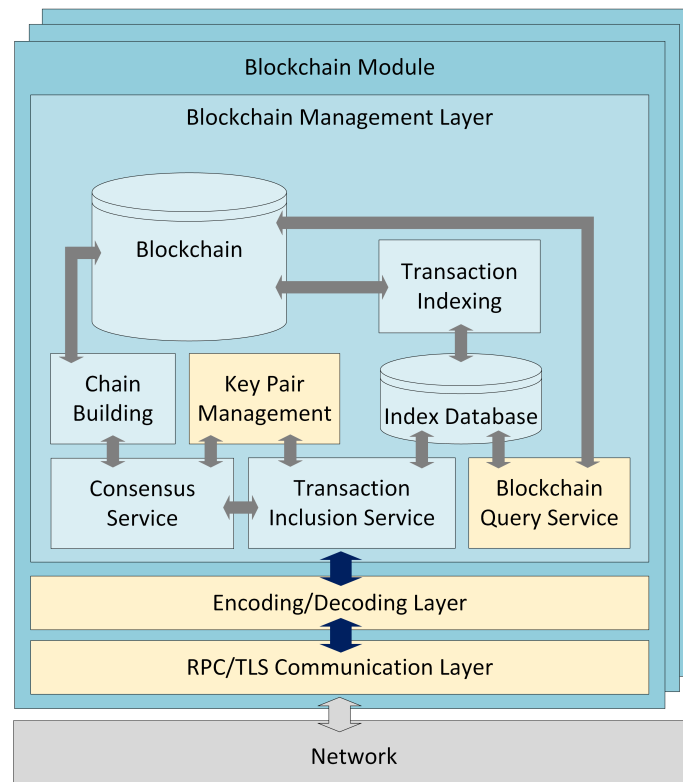 Blockchain Module
Blockchain Management Layer
Blockchain
Transaction
Indexing
Chain
Building
Key Pair
Management
Index Database
Consensus
Service
Transaction
Inclusion Service
Blockchain
Query Service
Encoding/Decoding Layer
RPC/TLS Communication Layer
Network